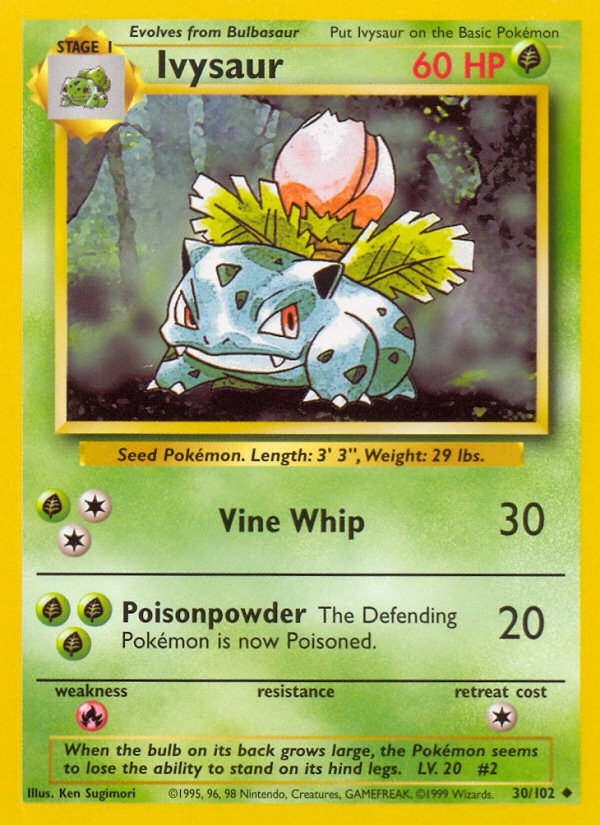 Evolves from Bulbasaur Put Ivysaur on the Basic Pokémon
STAGE 1
Ivysaur 60 HP
Seed Pokémon. Length: 3' 3", Weight: 29 lbs.
Vine Whip 30
Poisonpowder The Defending
Pokémon is now Poisoned. 20
weakness resistance retreat cost
When the bulb on its back grows large, the Pokémon seems
to lose the ability to stand on its hind legs. LV. 20 #2
Illus. Ken Sugimori ©1995, 96, 98 Nintendo, Creatures, GAMEFREAK. ©1999 Wizards. 30/102